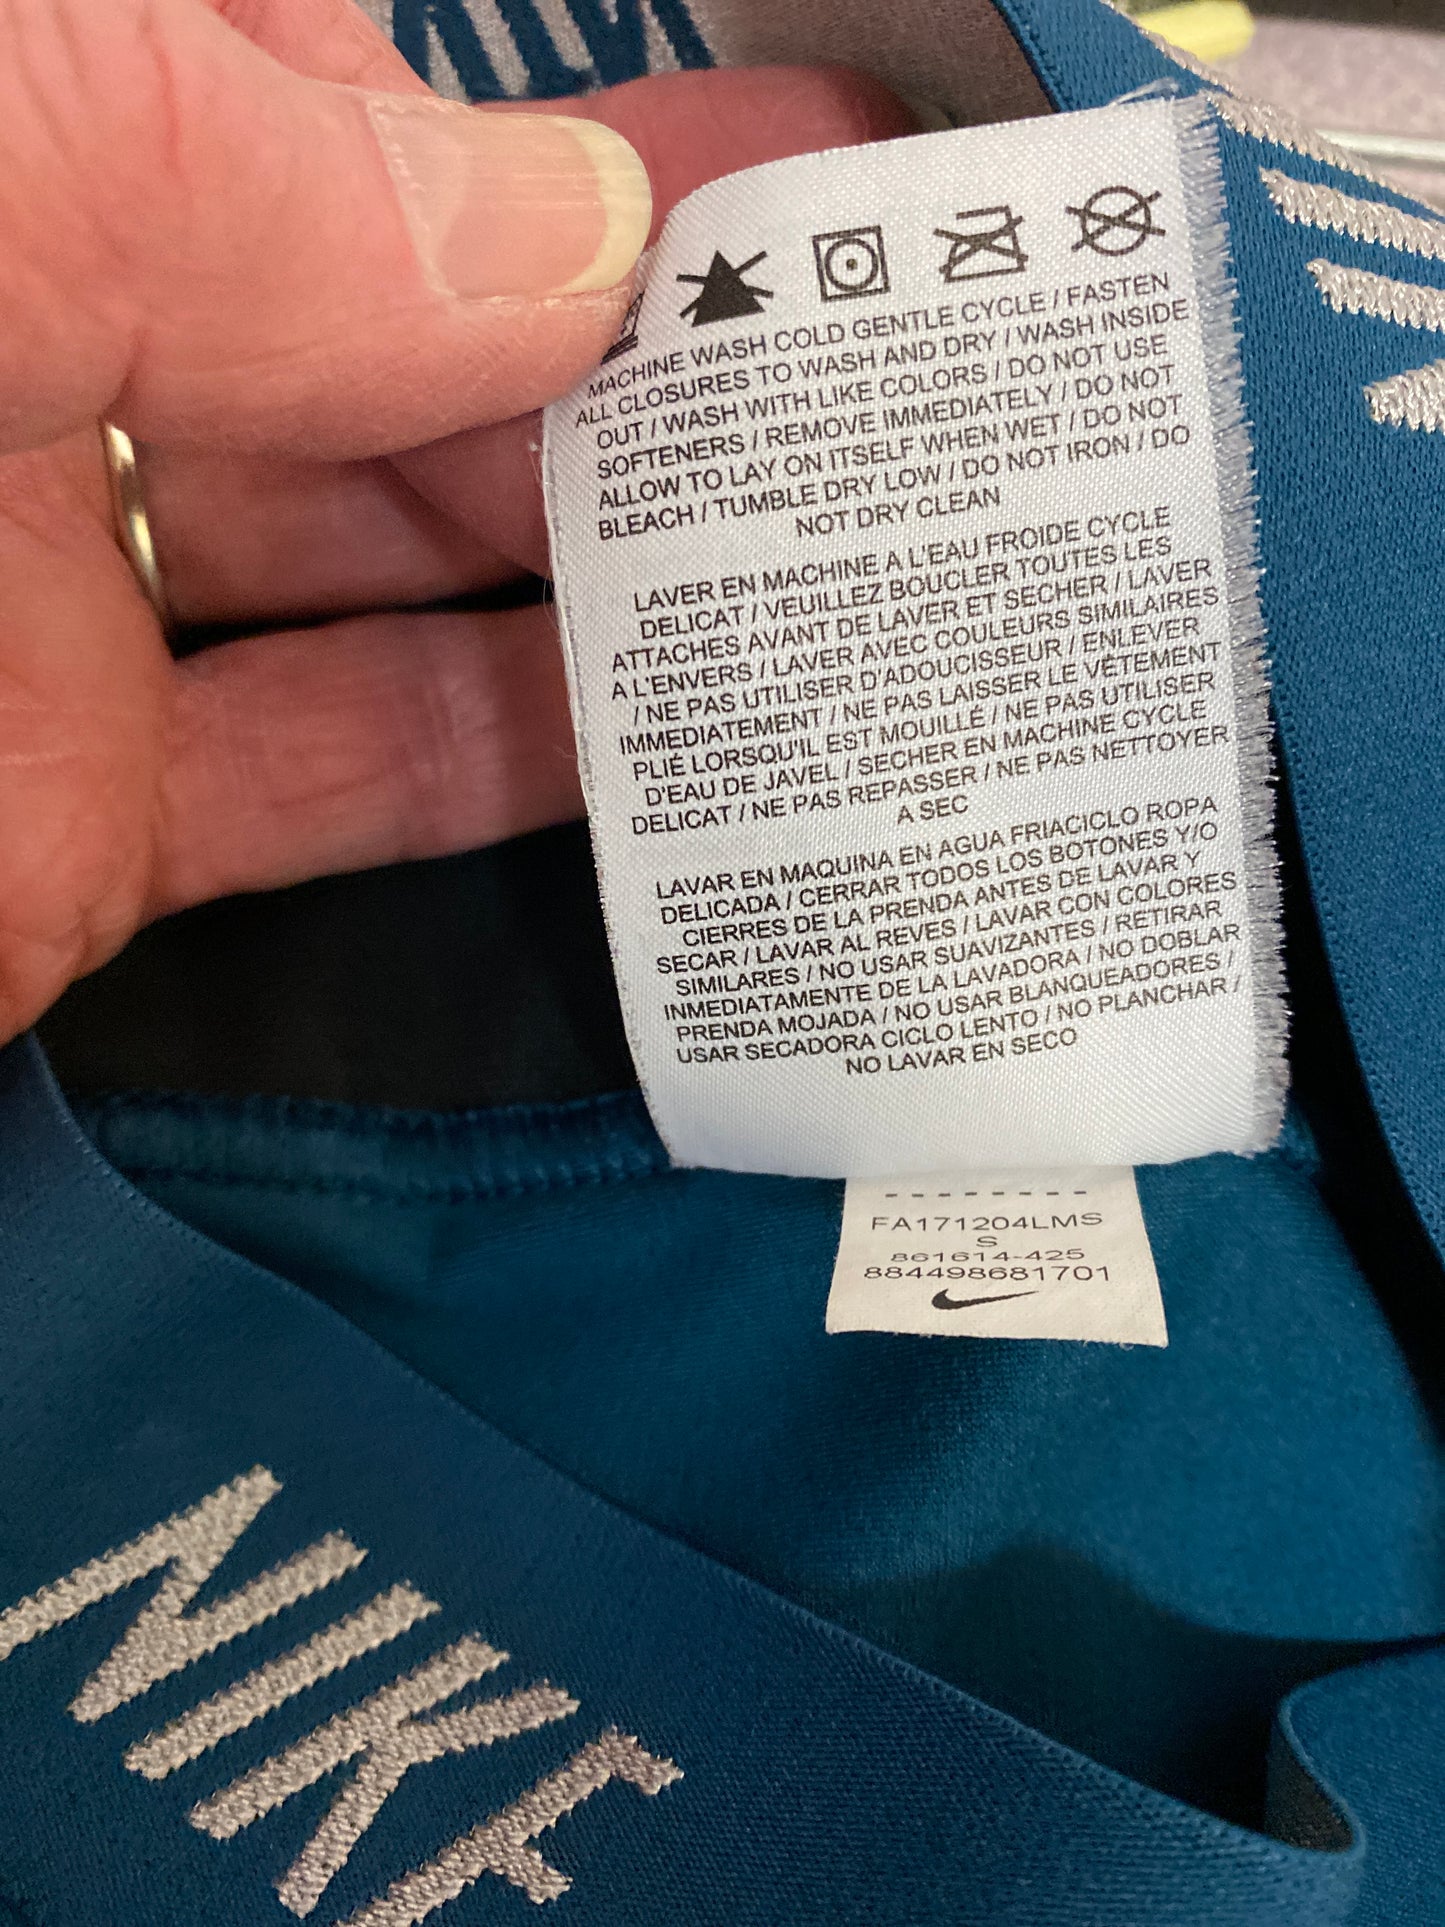 MACHINE WASH COLD GENTLE CYCLE / FASTEN
ALL CLOSURES TO WASH AND DRY / WASH INSIDE
OUT / WASH WITH LIKE COLORS / DO NOT USE
SOFTENERS / REMOVE IMMEDIATELY / DO NOT
ALLOW TO LAY ON ITSELF WHEN WET / DO NOT
BLEACH / TUMBLE DRY LOW / DO NOT IRON / DO
NOT DRY CLEAN
LAVER EN MACHINE A L'EAU FROIDE CYCLE
DELICAT / VEUILLEZ BOUCLER TOUTES LES
ATTACHES AVANT DE LAVER ET SECHER / LAVER
A L'ENVERS / LAVER AVEC COULEURS SIMILAIRES
/ NE PAS UTILISER D'ADOUCISSEUR / ENLEVER
IMMEDIATEMENT / NE PAS LAISSER LE VÊTEMENT
PLIÉ LORSQU'IL EST MOUILLÉ / NE PAS UTILISER
D'EAU DE JAVEL / SECHER EN MACHINE CYCLE
DELICAT / NE PAS REPASSER / NE PAS NETTOYER
A SEC
LAVAR EN MAQUINA EN AGUA FRIACICLO ROPA
DELICADA / CERRAR TODOS LOS BOTONES Y/O
CIERRES DE LA PRENDA ANTES DE LAVAR Y
SECAR / LAVAR AL REVES / LAVAR CON COLORES
SIMILARES / NO USAR SUAVIZANTES / RETIRAR
INMEDIATAMENTE DE LA LAVADORA / NO DOBLAR
PRENDA MOJADA / NO USAR BLANQUEADORES /
USAR SECADORA CICLO LENTO / NO PLANCHAR /
NO LAVAR EN SECO
FA171204LMS
S
861614-425
884498681701
NIKE